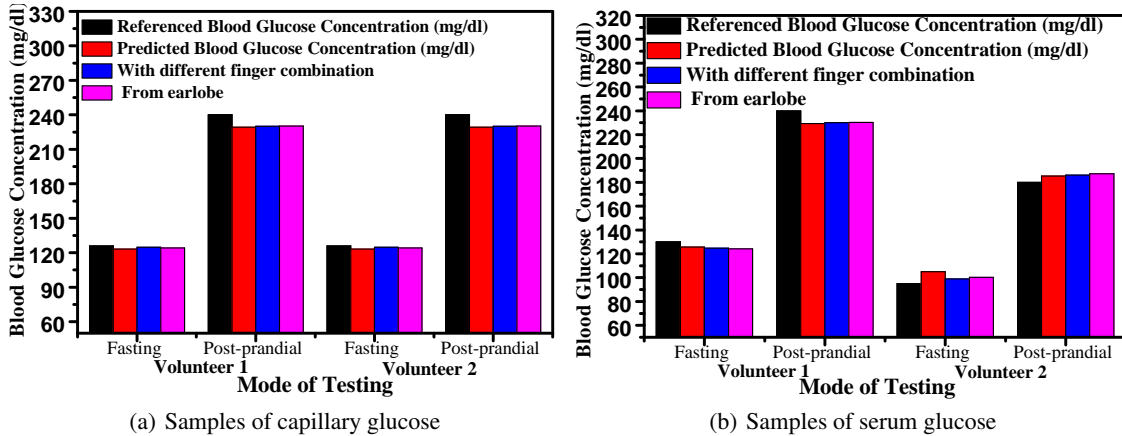 Blood Glucose Concentration (mg/dl)
330
300
270
240
210
180
150
120
90
60
Referenced Blood Glucose Concentration (mg/dl)
Predicted Blood Glucose Concentration (mg/dl)
With different finger combination
From earlobe
Fasting Post-prandial Fasting Post-prandial
Volunteer 1 Volunteer 2
Mode of Testing
(a) Samples of capillary glucose
Blood Glucose Concentration (mg/dl)
320
300
280
260
240
220
200
180
160
140
120
100
80
60
Referenced Blood Glucose Concentration (mg/dl)
Predicted Blood Glucose Concentration (mg/dl)
With different finger combination
From earlobe
Fasting Post-prandial Fasting Post-prandial
Volunteer 1 Volunteer 2
Mode of Testing
(b) Samples of serum glucose